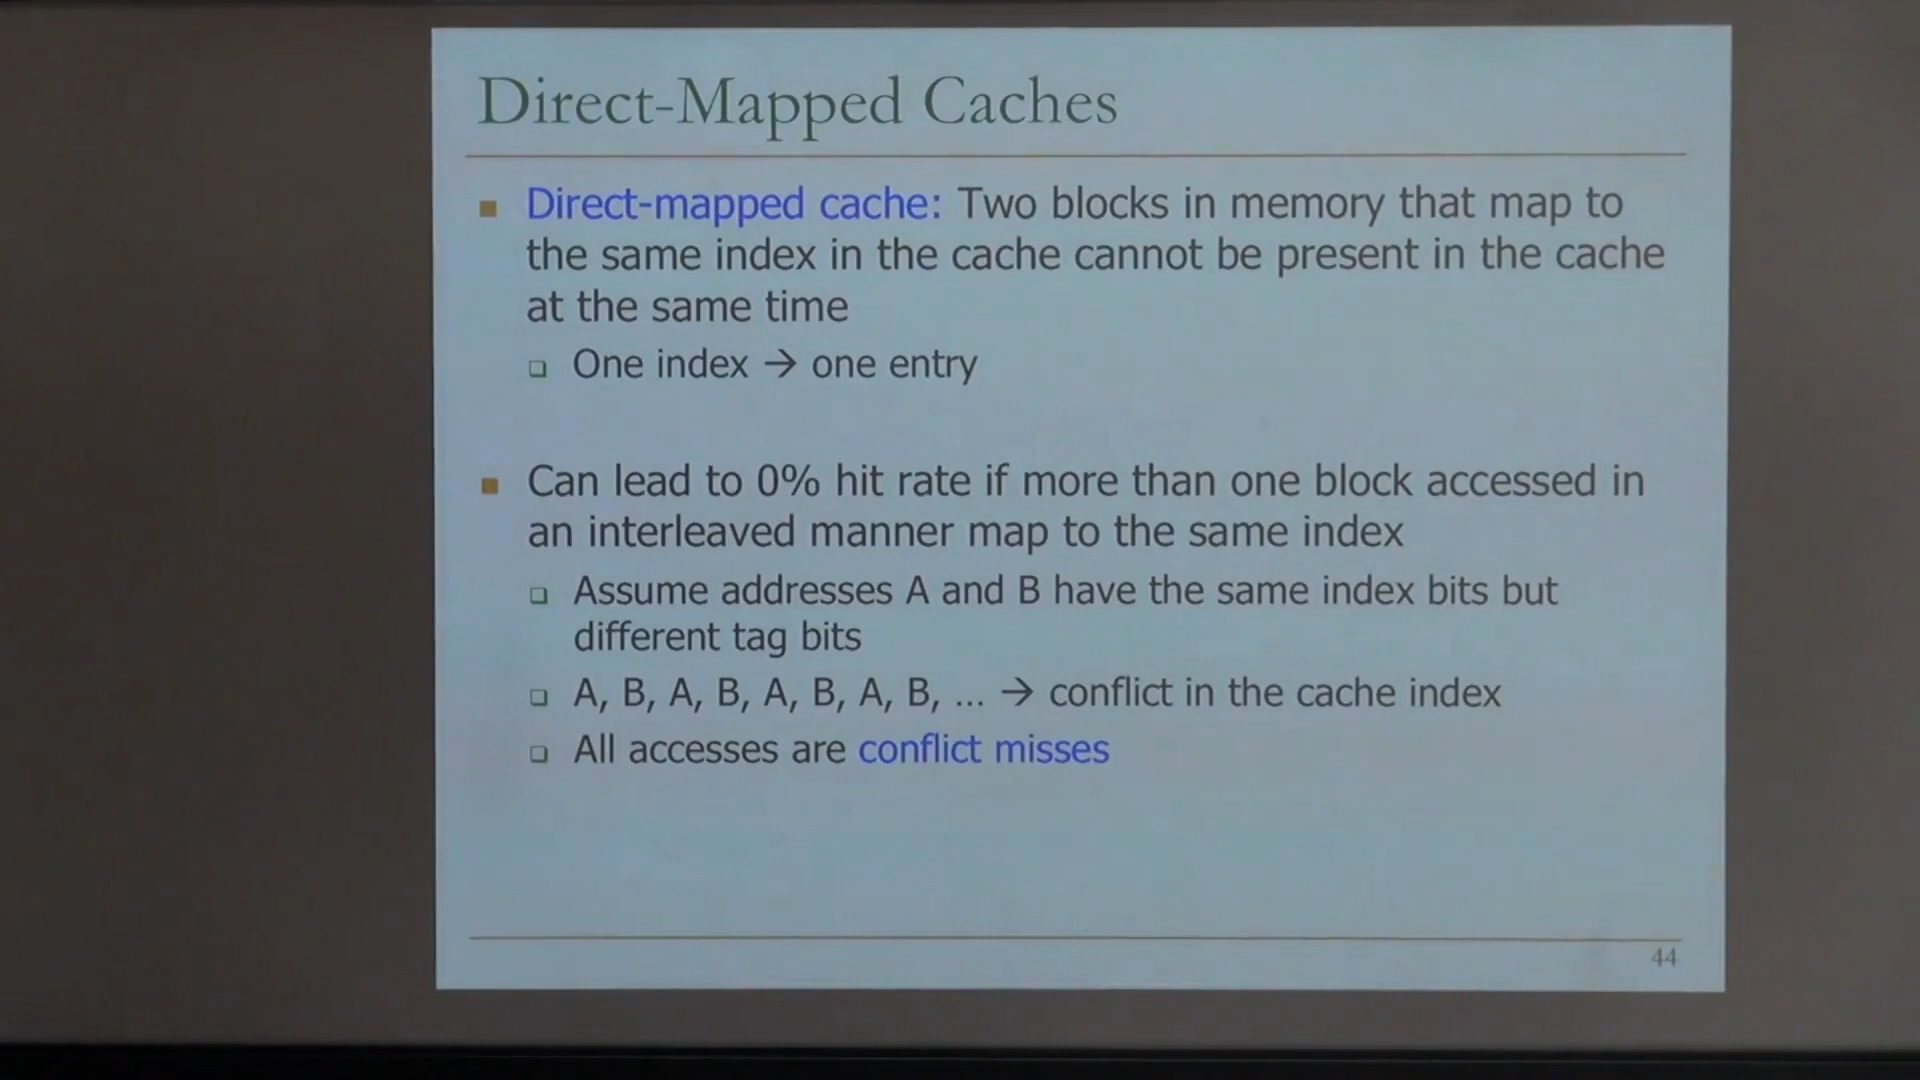 Direct-Mapped Caches
Direct-mapped cache: Two blocks in memory that map to
the same index in the cache cannot be present in the cache
at the same time
One index → one entry
Can lead to 0% hit rate if more than one block accessed in
an interleaved manner map to the same index
Assume addresses A and B have the same index bits but
different tag bits
A, B, A, B, A, B, A, B, … → conflict in the cache index
All accesses are conflict misses
44